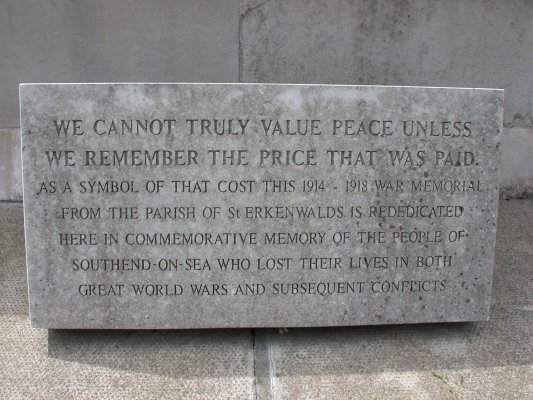 WE CANNOT TRULY VALUE PEACE UNLESS
WE REMEMBER THE PRICE THAT WAS PAID.
AS A SYMBOL OF THAT COST THIS 1914 - 1918 WAR MEMORIAL
FROM THE PARISH OF St ERKENWALDS IS REDEDICATED
HERE IN COMMEMORATIVE MEMORY OF THE PEOPLE OF
SOUTHEND-ON-SEA WHO LOST THEIR LIVES IN BOTH
GREAT WORLD WARS AND SUBSEQUENT CONFLICTS